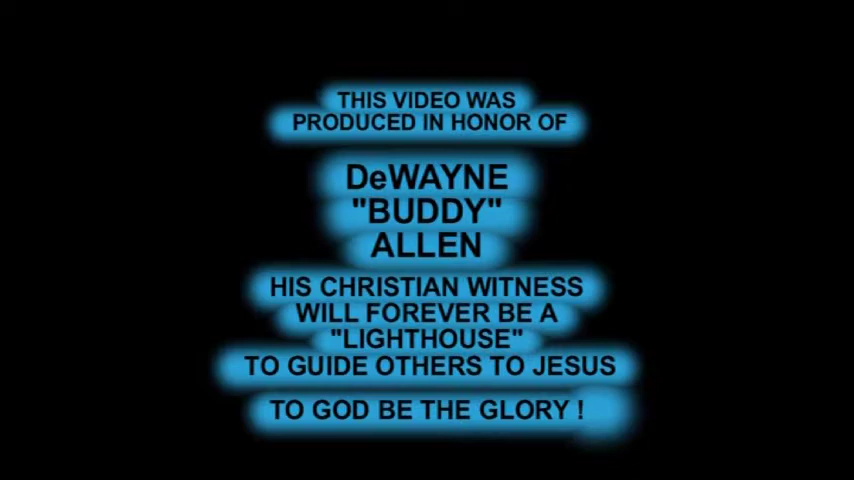 THIS VIDEO WAS
PRODUCED IN HONOR OF
DeWAYNE
"BUDDY"
ALLEN
HIS CHRISTIAN WITNESS
WILL FOREVER BE A
"LIGHTHOUSE"
TO GUIDE OTHERS TO JESUS
TO GOD BE THE GLORY !